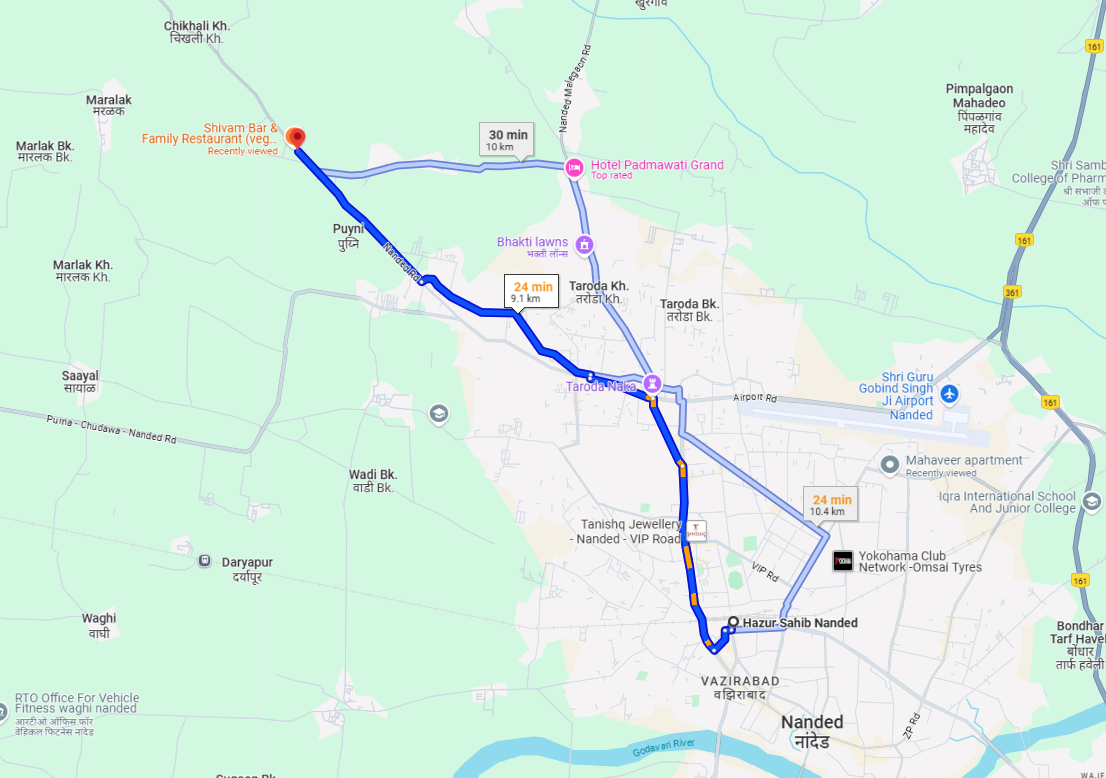 खुरगाव
Chikhali Kh.
चिखली Kh.
161
Nanded Malegaon Rd
Maralak
मरळक
Pimpalgaon
Mahadeo
पिंपळगांव
महादेव
Shivam Bar &
Family Restaurant (veg...
Recently viewed
30 min
10 km
Marlak Bk.
मारलक Bk.
Hotel Padmawati Grand
Top rated
Shri Samb
College of Pharm
श्री संभाजी क
ऑफ फ
Puyni
पुय्नि
Bhakti lawns
भक्ती लॉन्स
161
Nanded Rd
Marlak Kh.
मारलक Kh.
24 min
9.1 km
Taroda Kh.
तरोडा Kh.
361
Taroda Bk.
तरोडा Bk.
Saayal
सायाळ
Taroda Naka
Shri Guru
Gobind Singh
Ji Airport
Nanded
Airport Rd
161
Purna - Chudawa - Nanded Rd
Mahaveer apartment
Recently viewed
Wadi Bk.
वाडी Bk.
24 min
10.4 km
Iqra International School
And Junior College
Tanishq Jewellery
- Nanded - VIP Road
Daryapur
दर्यापूर
VIP Rd
Yokohama Club
Network -Omsai Tyres
161
Waghi
वाघी
Hazur Sahib Nanded
Bondhar
Tarf Havel
बोंधार
तार्फ हवेली
VAZIRABAD
वझिराबाद
RTO Office For Vehicle
Fitness waghi nanded
आरटीओ ऑफिस फॉर
वेहिकल फिटनेस नांदेड
Nanded
नांदेड
ZP Rd
Godavari River